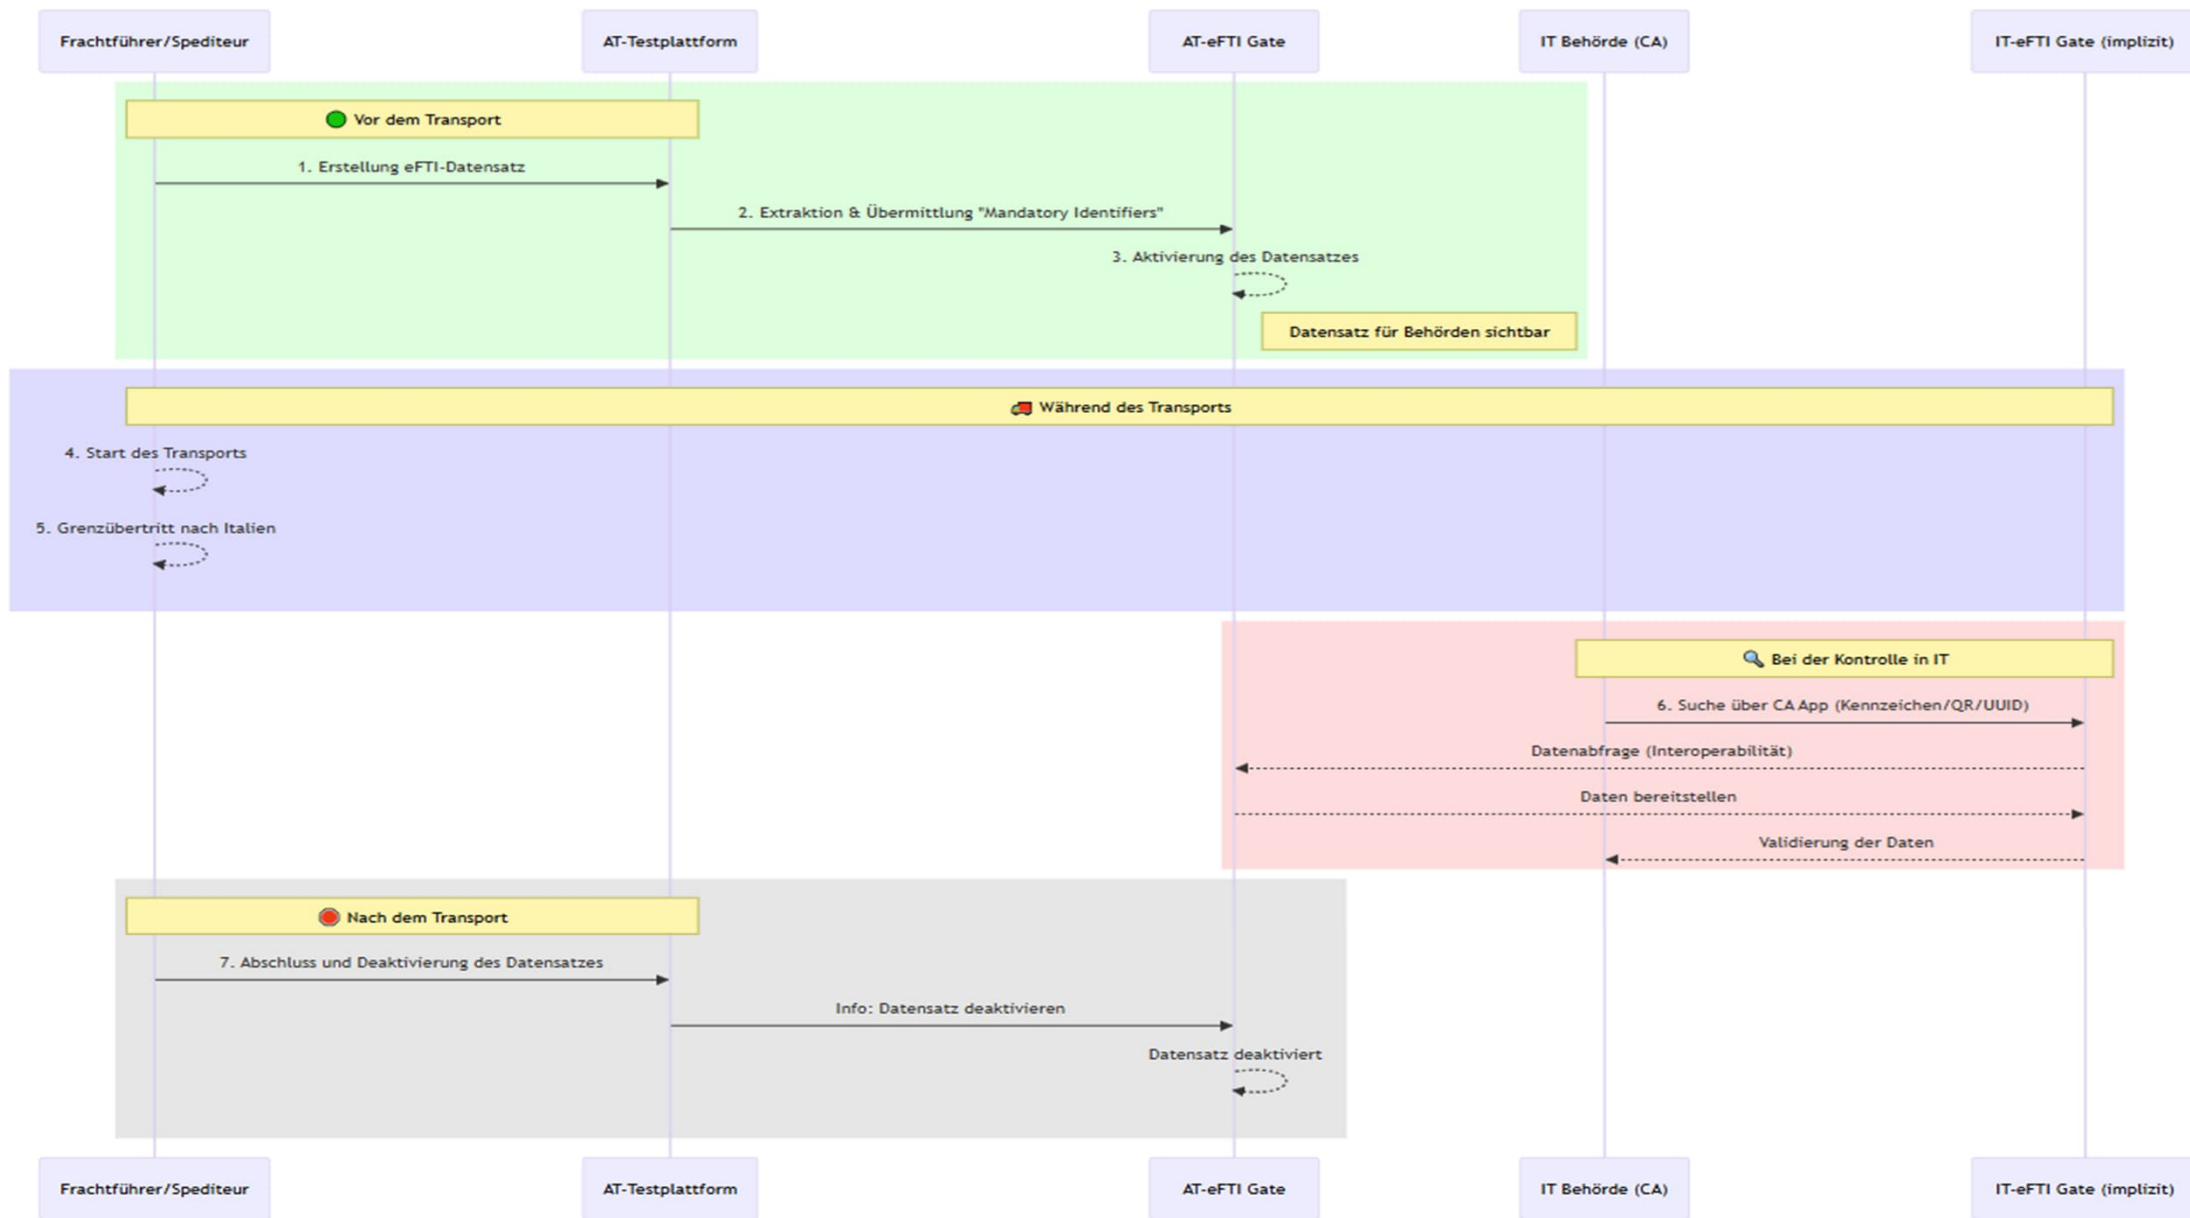 Frachtführer/Spediteur
AT-Testplattform
AT-eFTI Gate
IT Behörde (CA)
IT-eFTI Gate (implizit)
Vor dem Transport
1. Erstellung eFTI-Datensatz
2. Extraktion & Übermittlung "Mandatory Identifiers"
3. Aktivierung des Datensatzes
Datensatz für Behörden sichtbar
Während des Transports
4. Start des Transports
5. Grenzübertritt nach Italien
Bei der Kontrolle in IT
6. Suche über CA App (Kennzeichen/QR/UUID)
Datenabfrage (Interoperabilität)
Daten bereitstellen
Validierung der Daten
Nach dem Transport
7. Abschluss und Deaktivierung des Datensatzes
Info: Datensatz deaktivieren
Datensatz deaktiviert
Frachtführer/Spediteur
AT-Testplattform
AT-eFTI Gate
IT Behörde (CA)
IT-eFTI Gate (implizit)